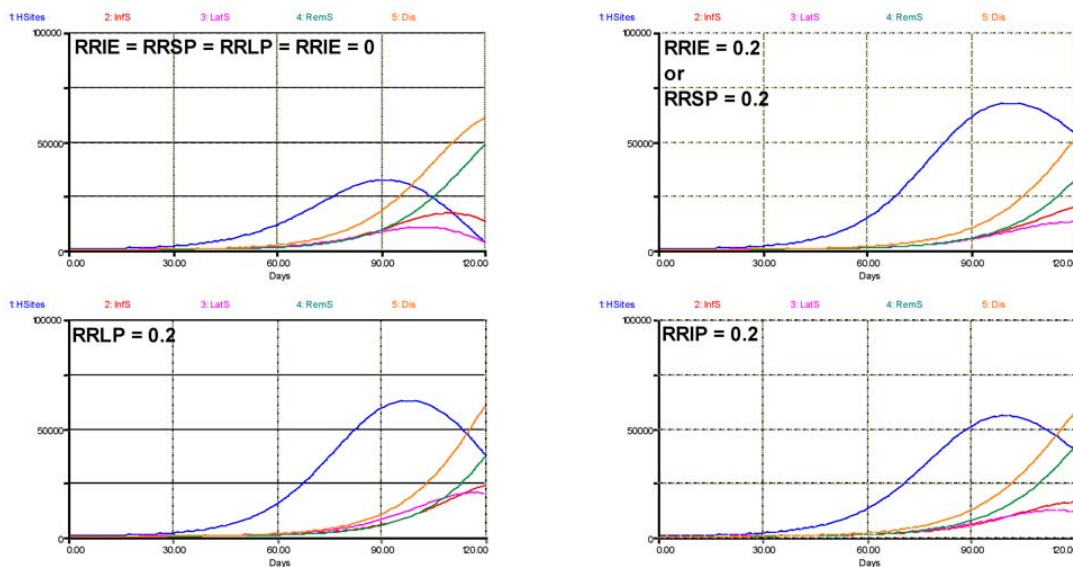 1: HSites 2: InfS 3: LatS 4: RemS 5: Dis
100000
RRIE = RRSP = RRLP = RRIE = 0
50000
0
0.00 30.00 60.00 90.00 120.00
Days
1: HSites 2: InfS 3: LatS 4: RemS 5: Dis
100000
RRIE = 0.2
or
RRSP = 0.2
50000
0
0.00 30.00 60.00 90.00 120.00
Days
1: HSites 2: InfS 3: LatS 4: RemS 5: Dis
100000
RRLP = 0.2
50000
0
0.00 30.00 60.00 90.00 120.00
Days
1: HSites 2: InfS 3: LatS 4: RemS 5: Dis
100000
RRIP = 0.2
50000
0
0.00 30.00 60.00 90.00 120.00
Days